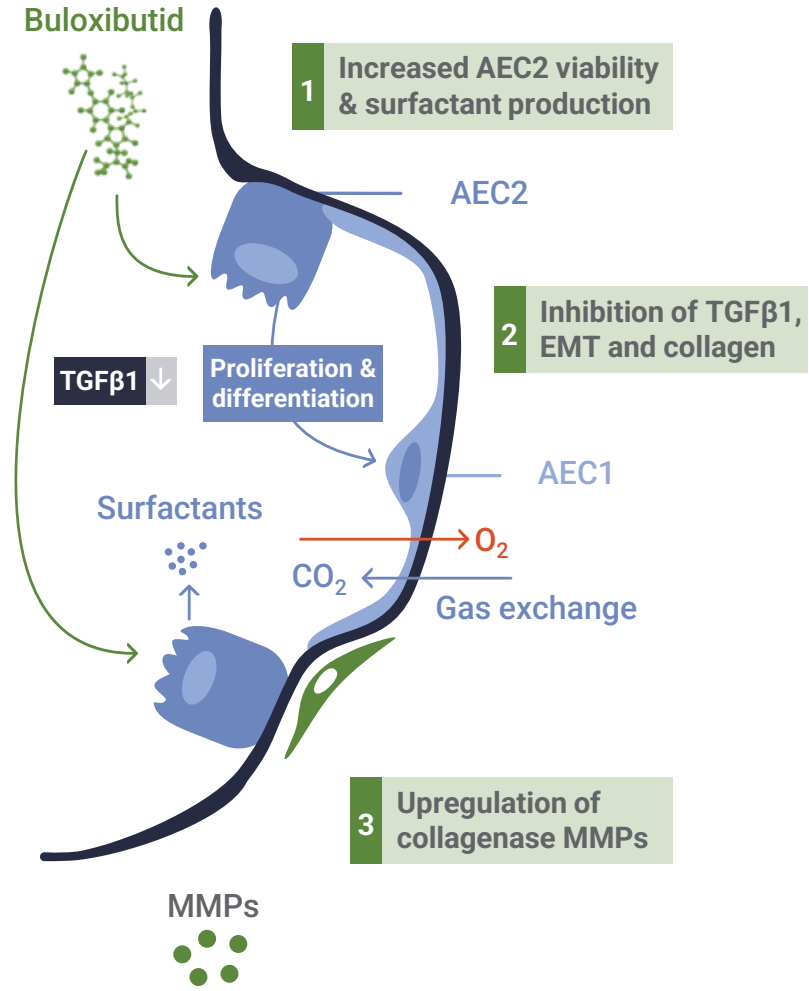 Buloxibutid
1
Increased AEC2 viability
& surfactant production
AEC2
2
Inhibition of TGFβ1,
EMT and collagen
TGFβ1
Proliferation &
differentiation
AEC1
Surfactants
O2
CO2
Gas exchange
3
Upregulation of
collagenase MMPs
MMPs